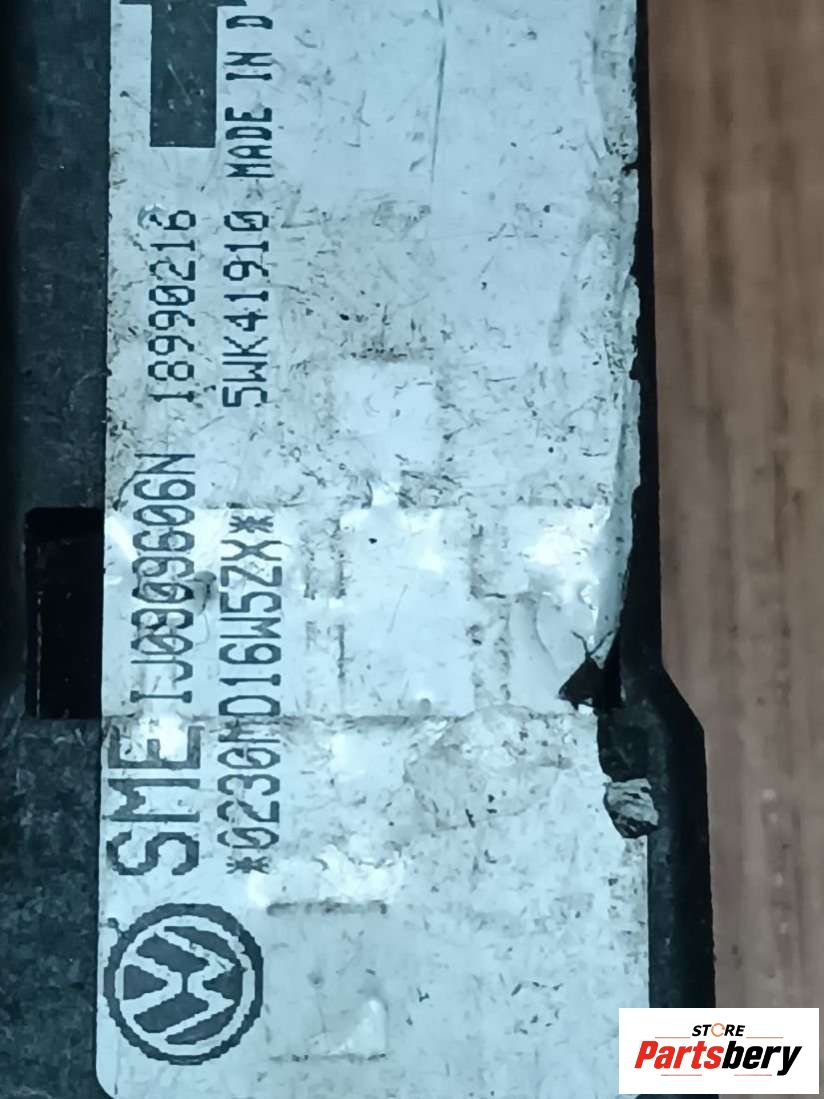 SME 1J0909606N 18990216
*0230MD16W5ZX* 5WK41910 MADE IN D
STORE
Partsbery